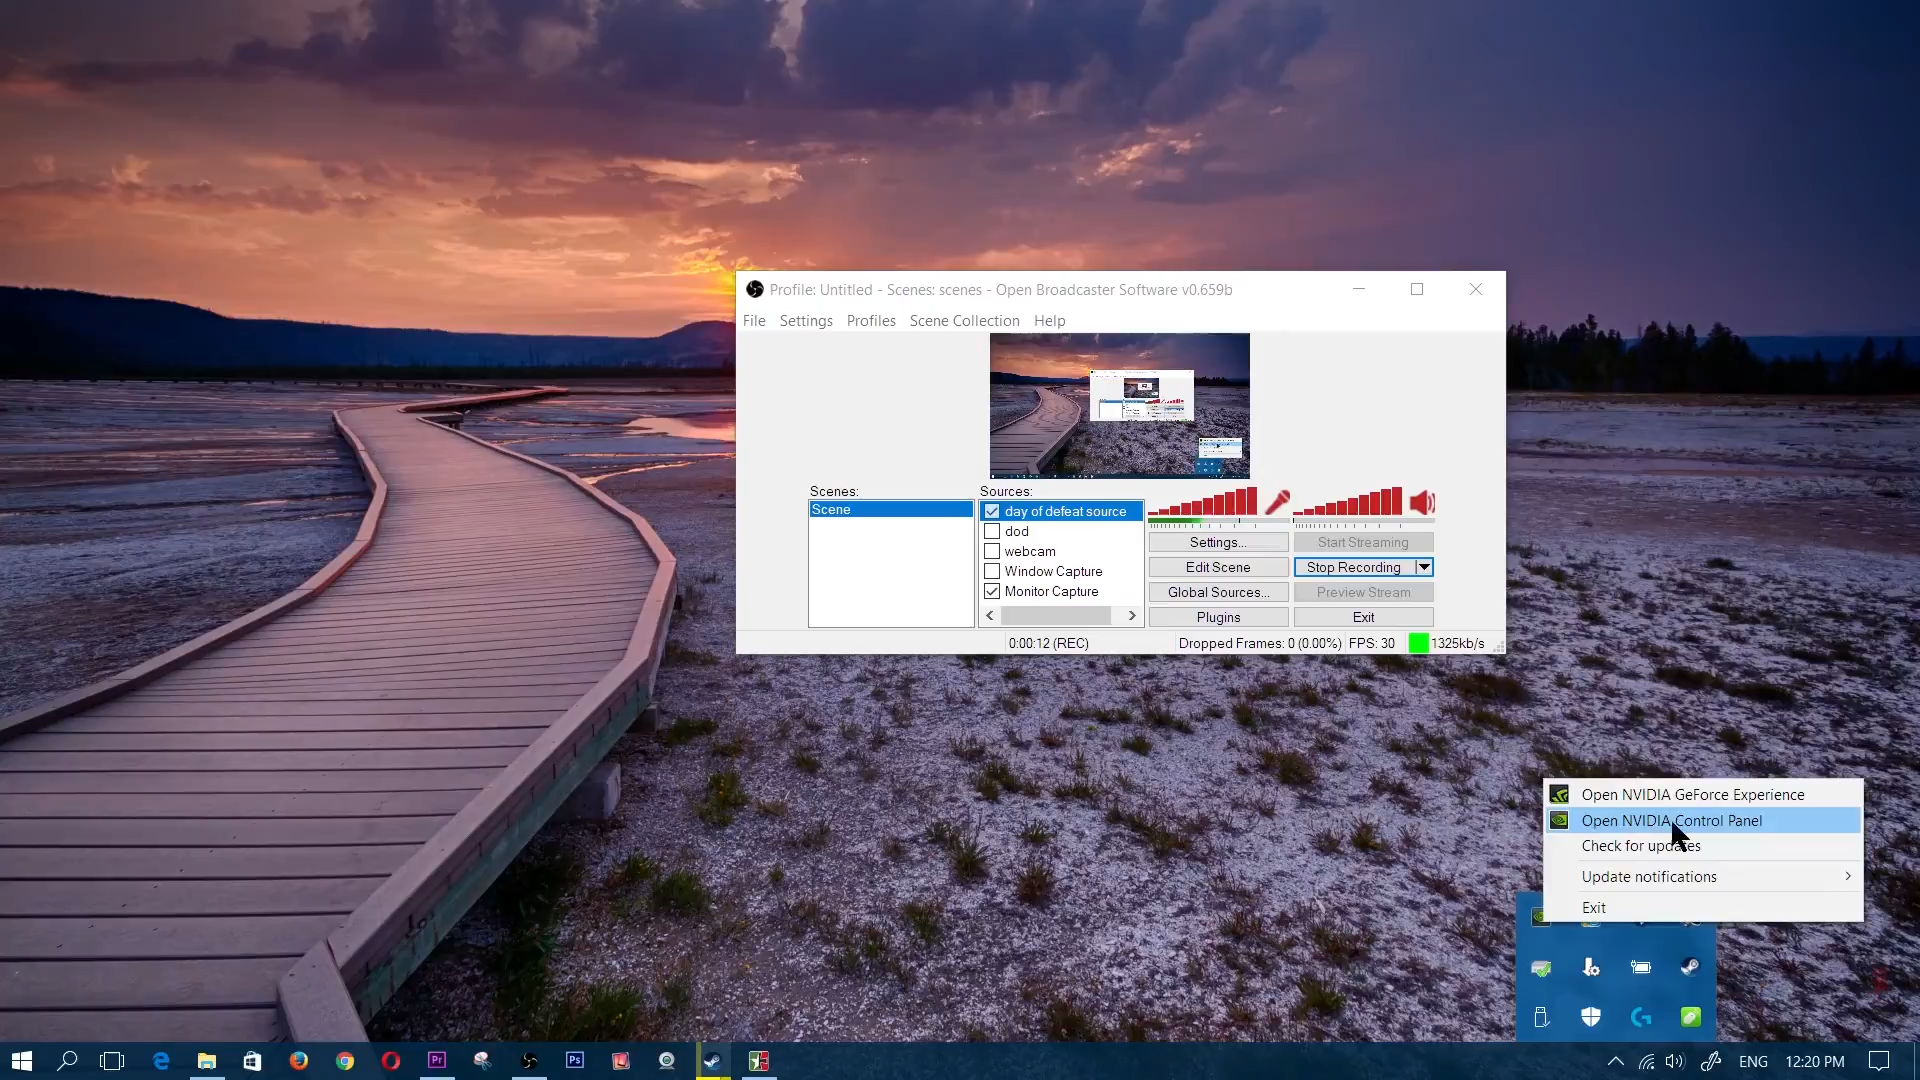 Profile: Untitled - Scenes: scenes - Open Broadcaster Software v0.659b
File Settings Profiles Scene Collection Help
Scenes:
Scene
Sources:
day of defeat source
dod
webcam
Window Capture
Monitor Capture
Settings...
Start Streaming
Edit Scene
Stop Recording
Global Sources...
Preview Stream
Plugins
Exit
0:00:12 (REC)
Dropped Frames: 0 (0.00%)
FPS: 30
1325kb/s
Open NVIDIA GeForce Experience
Open NVIDIA Control Panel
Check for updates
Update notifications
Exit
Pr
Ps
ENG
12:20 PM